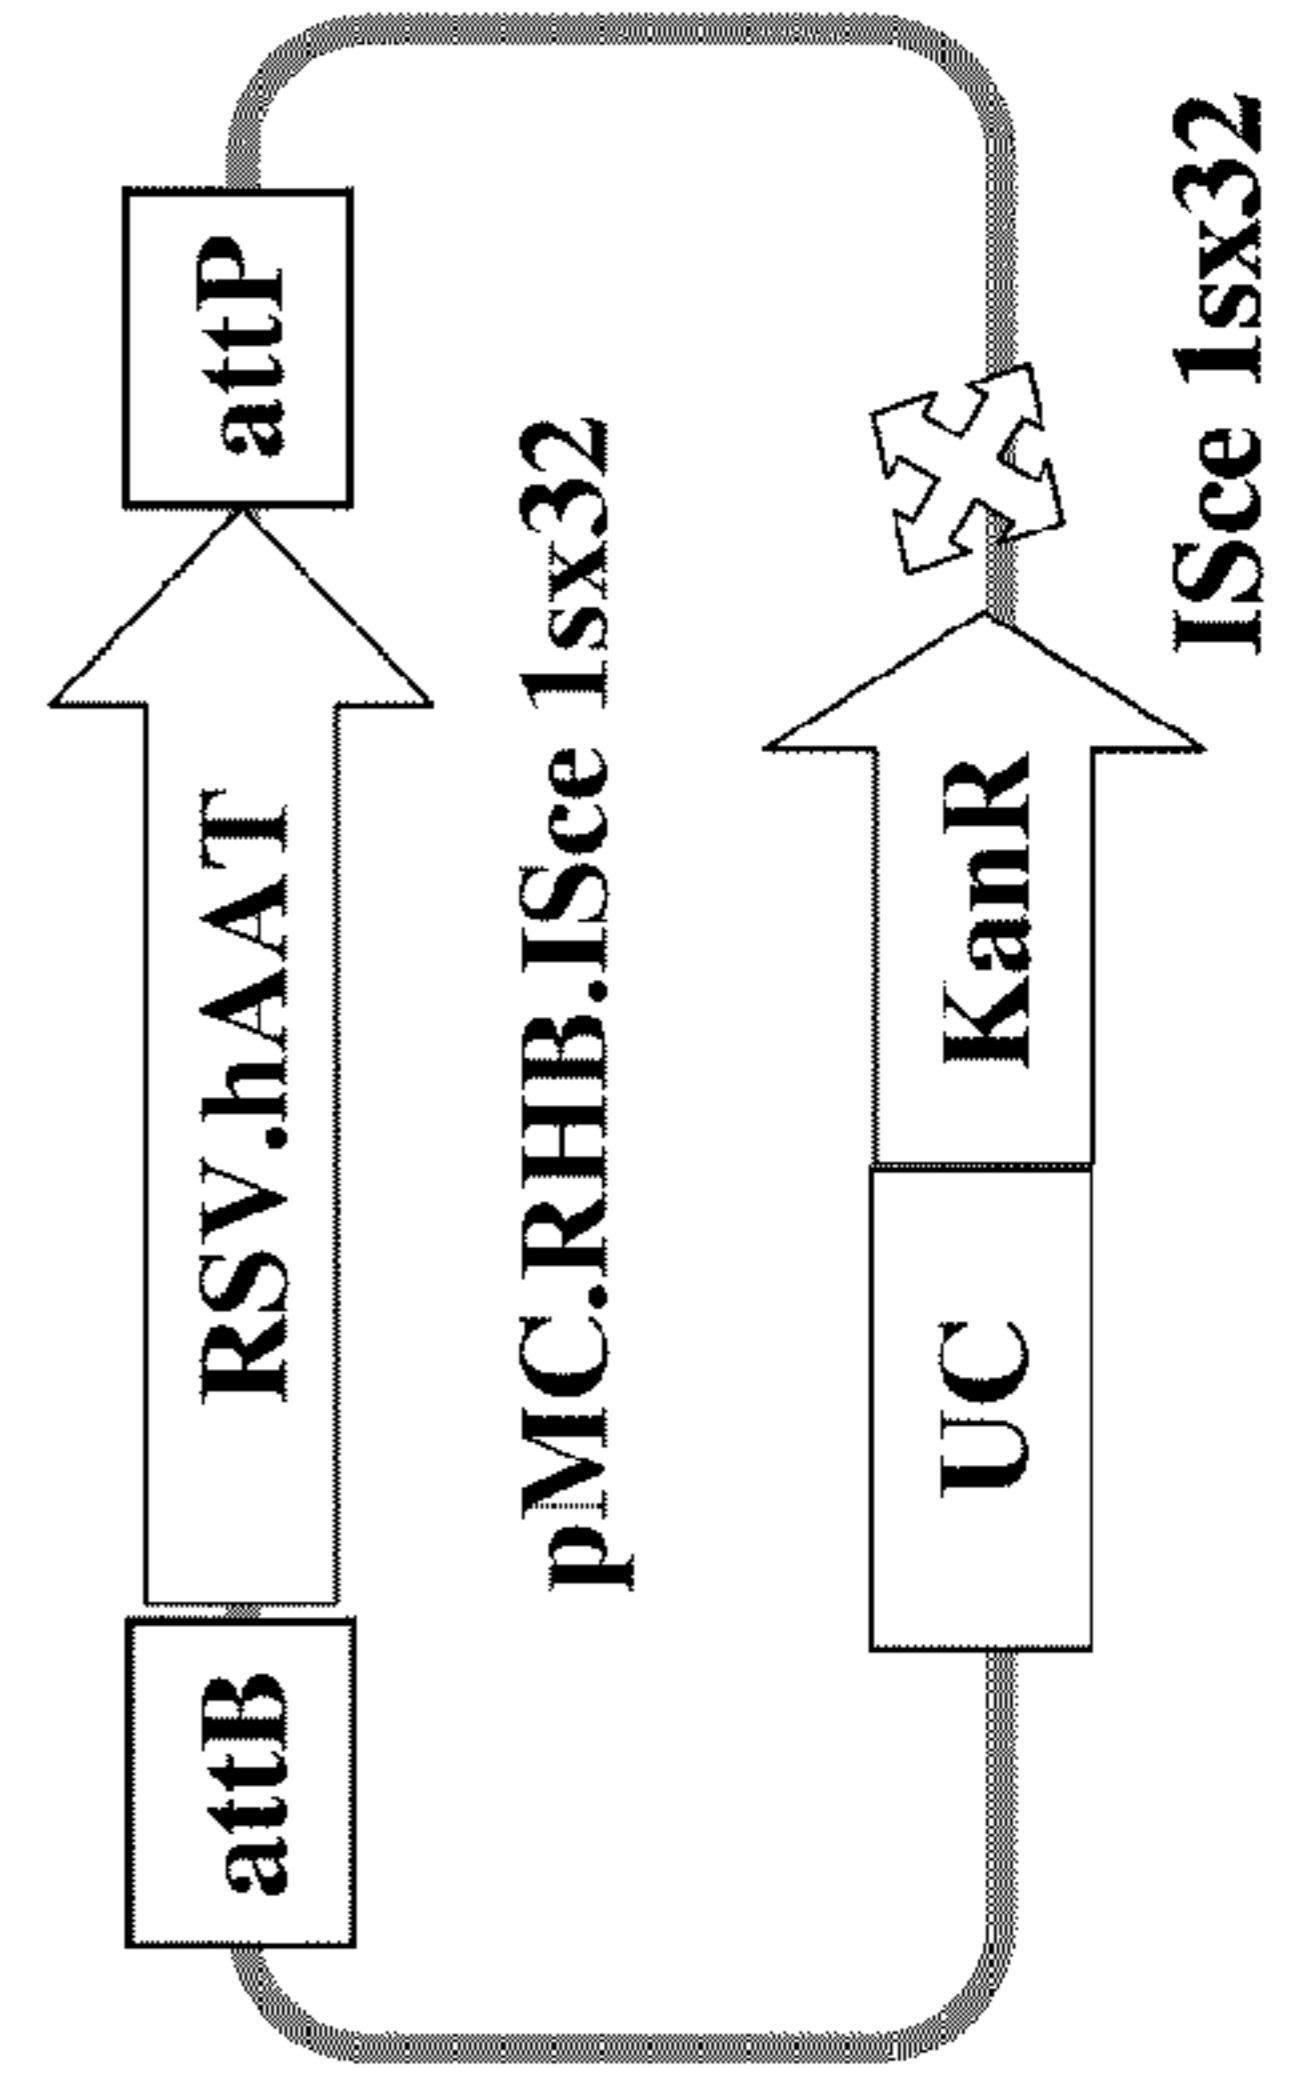 attB
RSV.hAAT
attP
pMC.RHB.ISce 1sx32
UC
KanR
ISce 1sx32